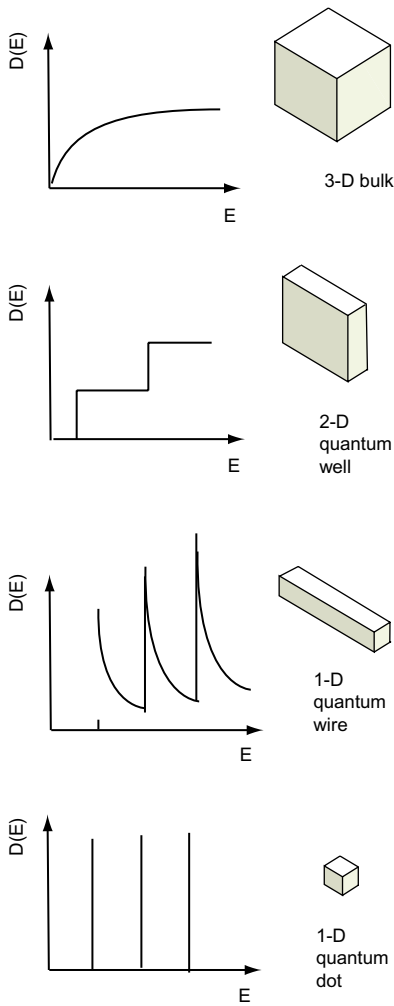 D(E)
E
3-D bulk
D(E)
E
2-D
quantum
well
D(E)
E
1-D
quantum
wire
D(E)
E
1-D
quantum
dot